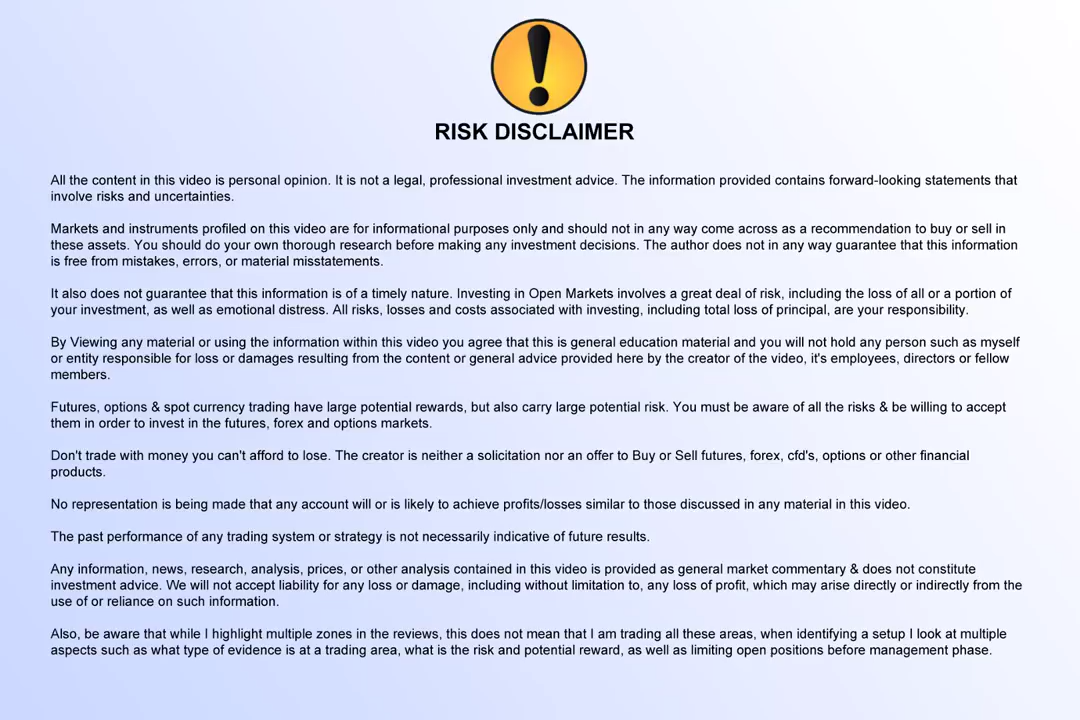 RISK DISCLAIMER
All the content in this video is personal opinion. It is not a legal, professional investment advice. The information provided contains forward-looking statements that
involve risks and uncertainties.
Markets and instruments profiled on this video are for informational purposes only and should not in any way come across as a recommendation to buy or sell in
these assets. You should do your own thorough research before making any investment decisions. The author does not in any way guarantee that this information
is free from mistakes, errors, or material misstatements.
It also does not guarantee that this information is of a timely nature. Investing in Open Markets involves a great deal of risk, including the loss of all or a portion of
your investment, as well as emotional distress. All risks, losses and costs associated with investing, including total loss of principal, are your responsibility.
By Viewing any material or using the information within this video you agree that this is general education material and you will not hold any person such as myself
or entity responsible for loss or damages resulting from the content or general advice provided here by the creator of the video, it's employees, directors or fellow
members.
Futures, options & spot currency trading have large potential rewards, but also carry large potential risk. You must be aware of all the risks & be willing to accept
them in order to invest in the futures, forex and options markets.
Don't trade with money you can't afford to lose. The creator is neither a solicitation nor an offer to Buy or Sell futures, forex, cfd's, options or other financial
products.
No representation is being made that any account will or is likely to achieve profits/losses similar to those discussed in any material in this video.
The past performance of any trading system or strategy is not necessarily indicative of future results.
Any information, news, research, analysis, prices, or other analysis contained in this video is provided as general market commentary & does not constitute
investment advice. We will not accept liability for any loss or damage, including without limitation to, any loss of profit, which may arise directly or indirectly from the
use of or reliance on such information.
Also, be aware that while I highlight multiple zones in the reviews, this does not mean that I am trading all these areas, when identifying a setup I look at multiple
aspects such as what type of evidence is at a trading area, what is the risk and potential reward, as well as limiting open positions before management phase.